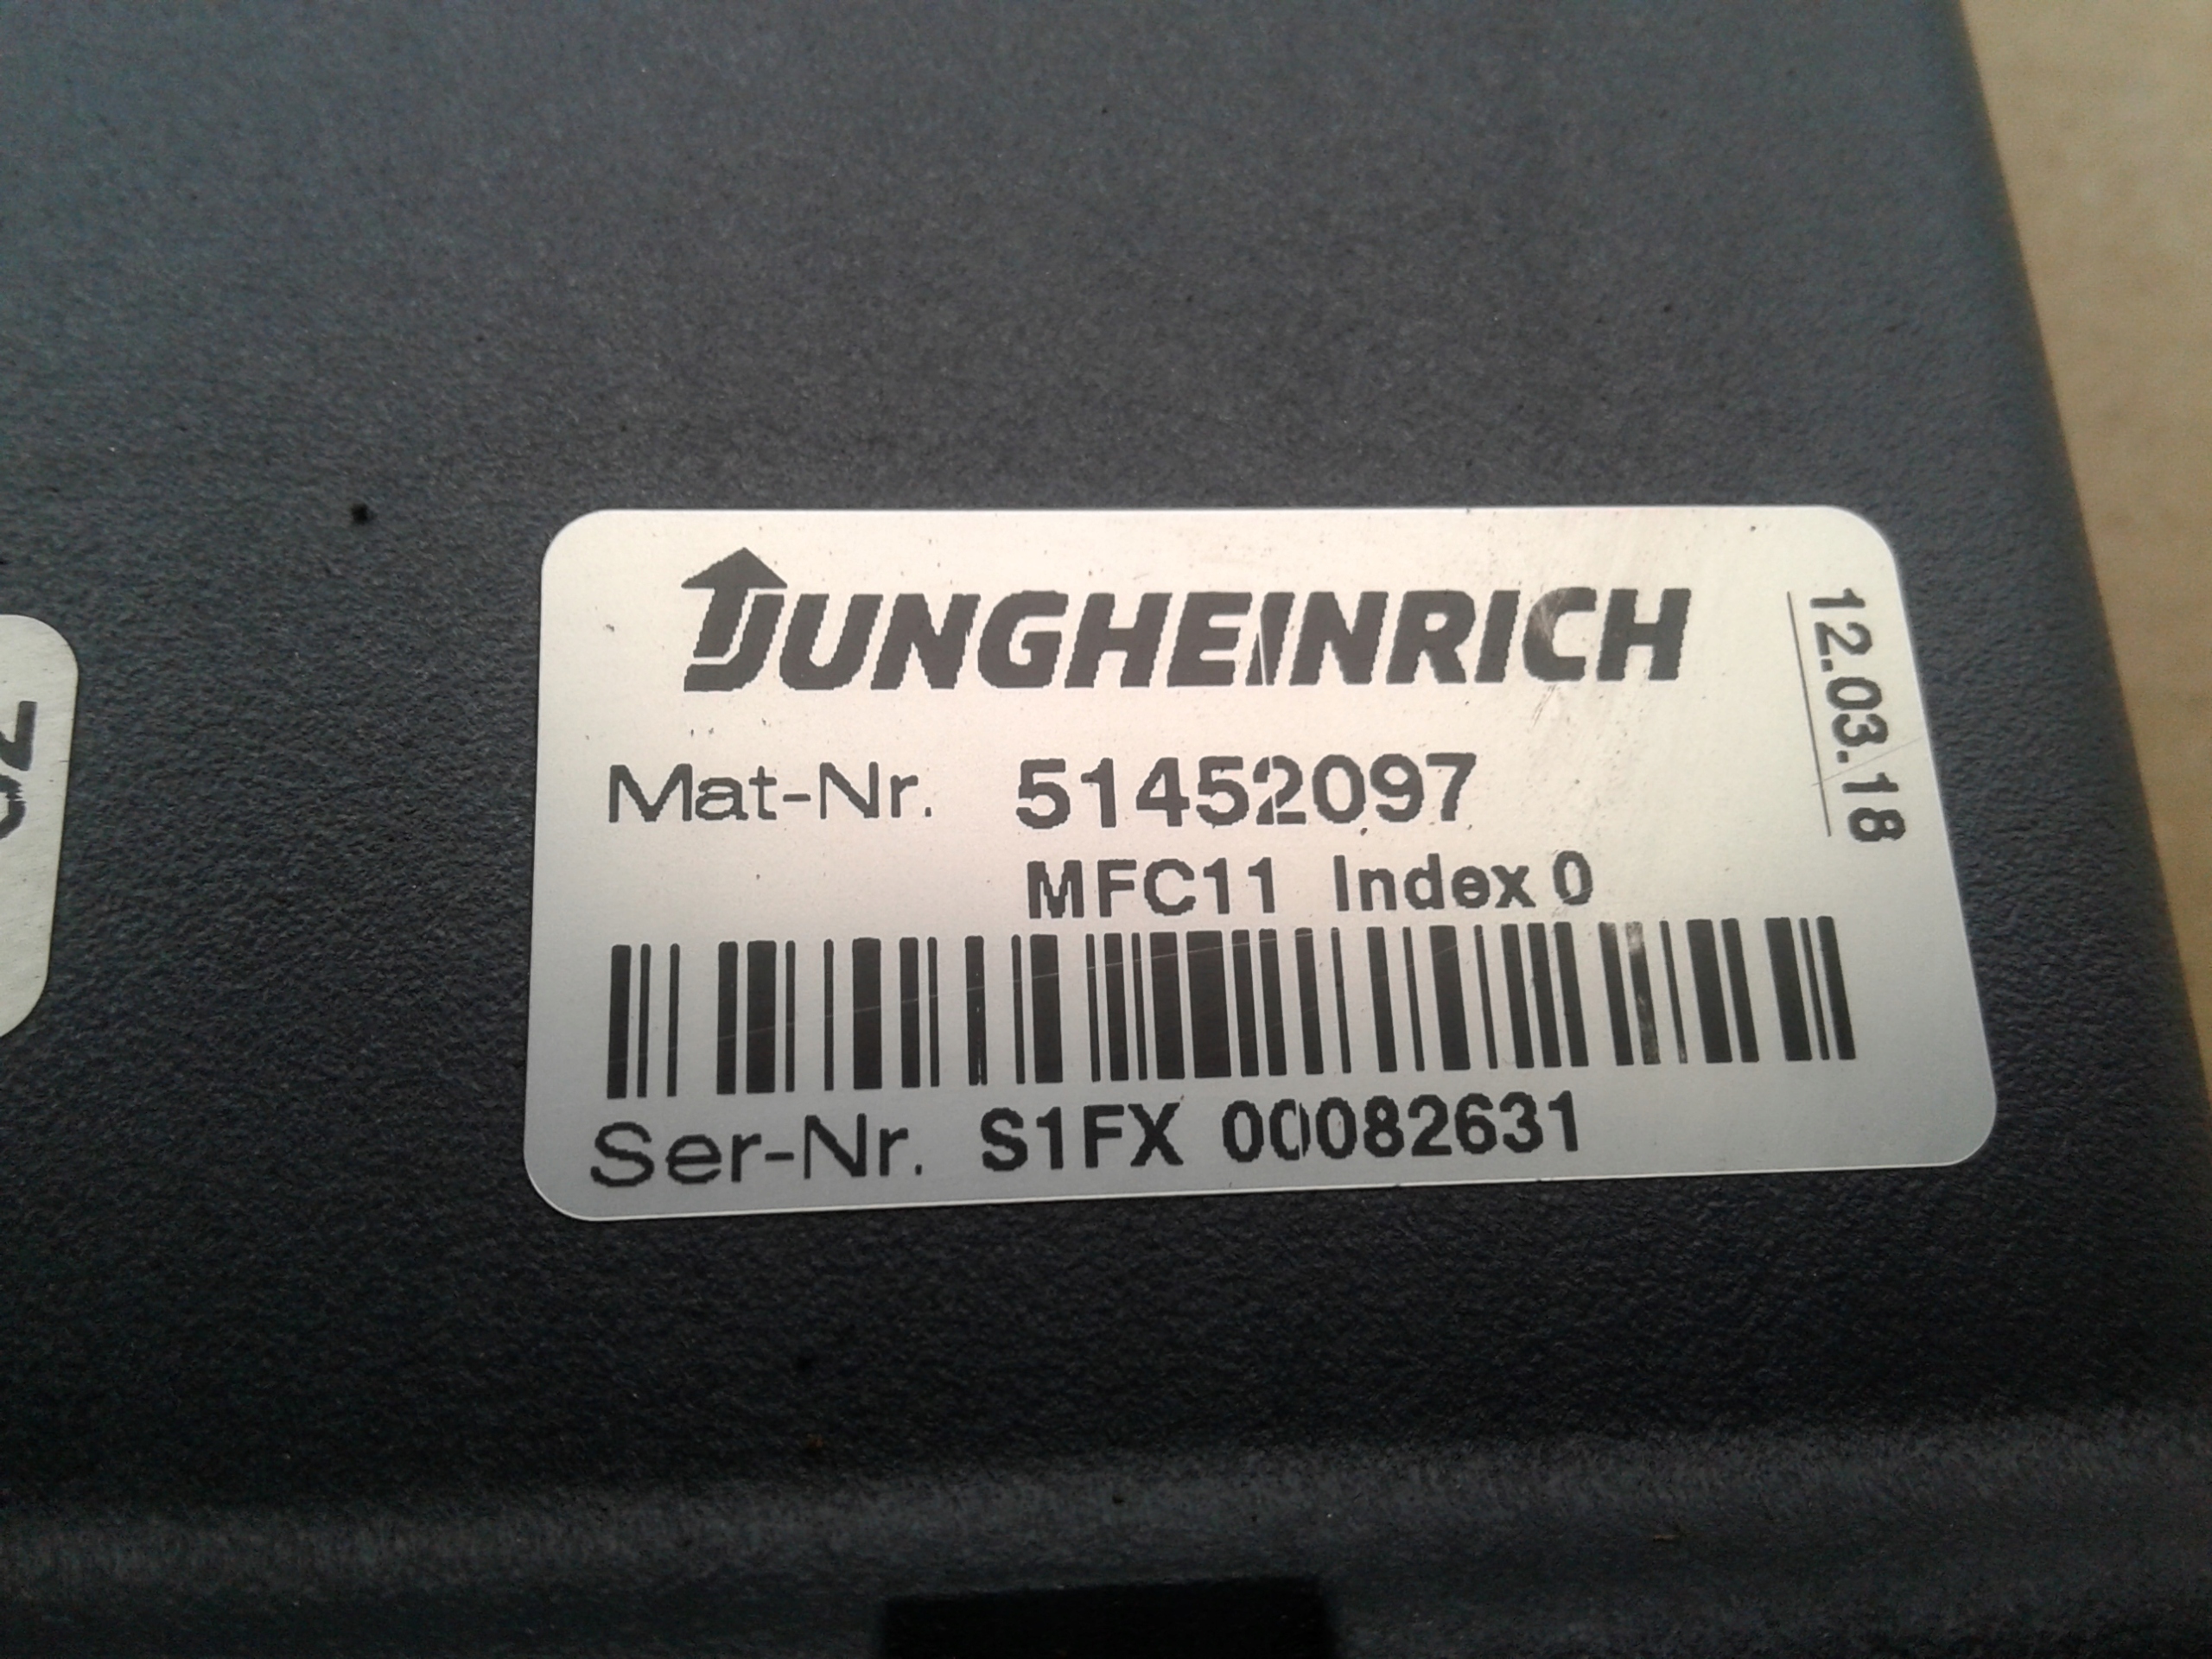 JUNGHEINRICH
12.03.18
Mat-Nr. 51452097
MFC11 Index 0
Ser-Nr. S1FX 00082631